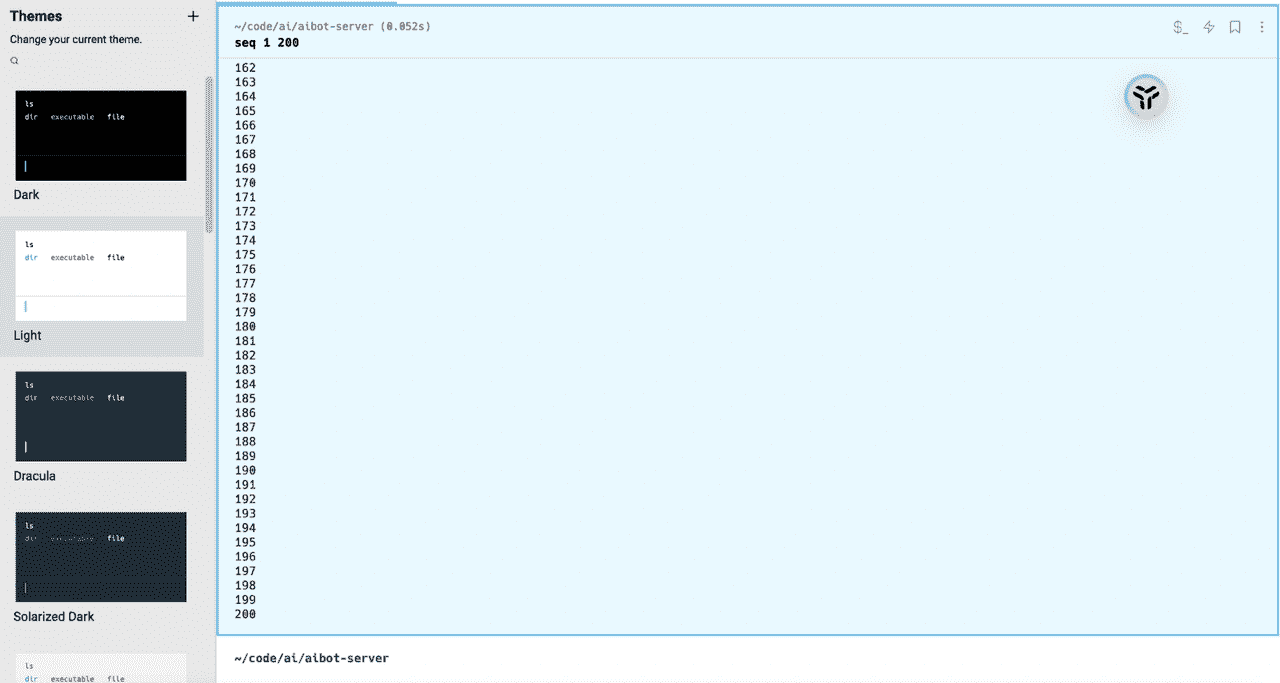 Themes
+
Change your current theme.
ls
dir executable file
Dark
ls
dir executable file
Light
ls
dir executable file
Dracula
ls
dir executable file
Solarized Dark
ls
dir executable file
~/code/ai/aibot-server (0.052s)
$_
seq 1 200
162
163
164
165
166
167
168
169
170
171
172
173
174
175
176
177
178
179
180
181
182
183
184
185
186
187
188
189
190
191
192
193
194
195
196
197
198
199
200
~/code/ai/aibot-server